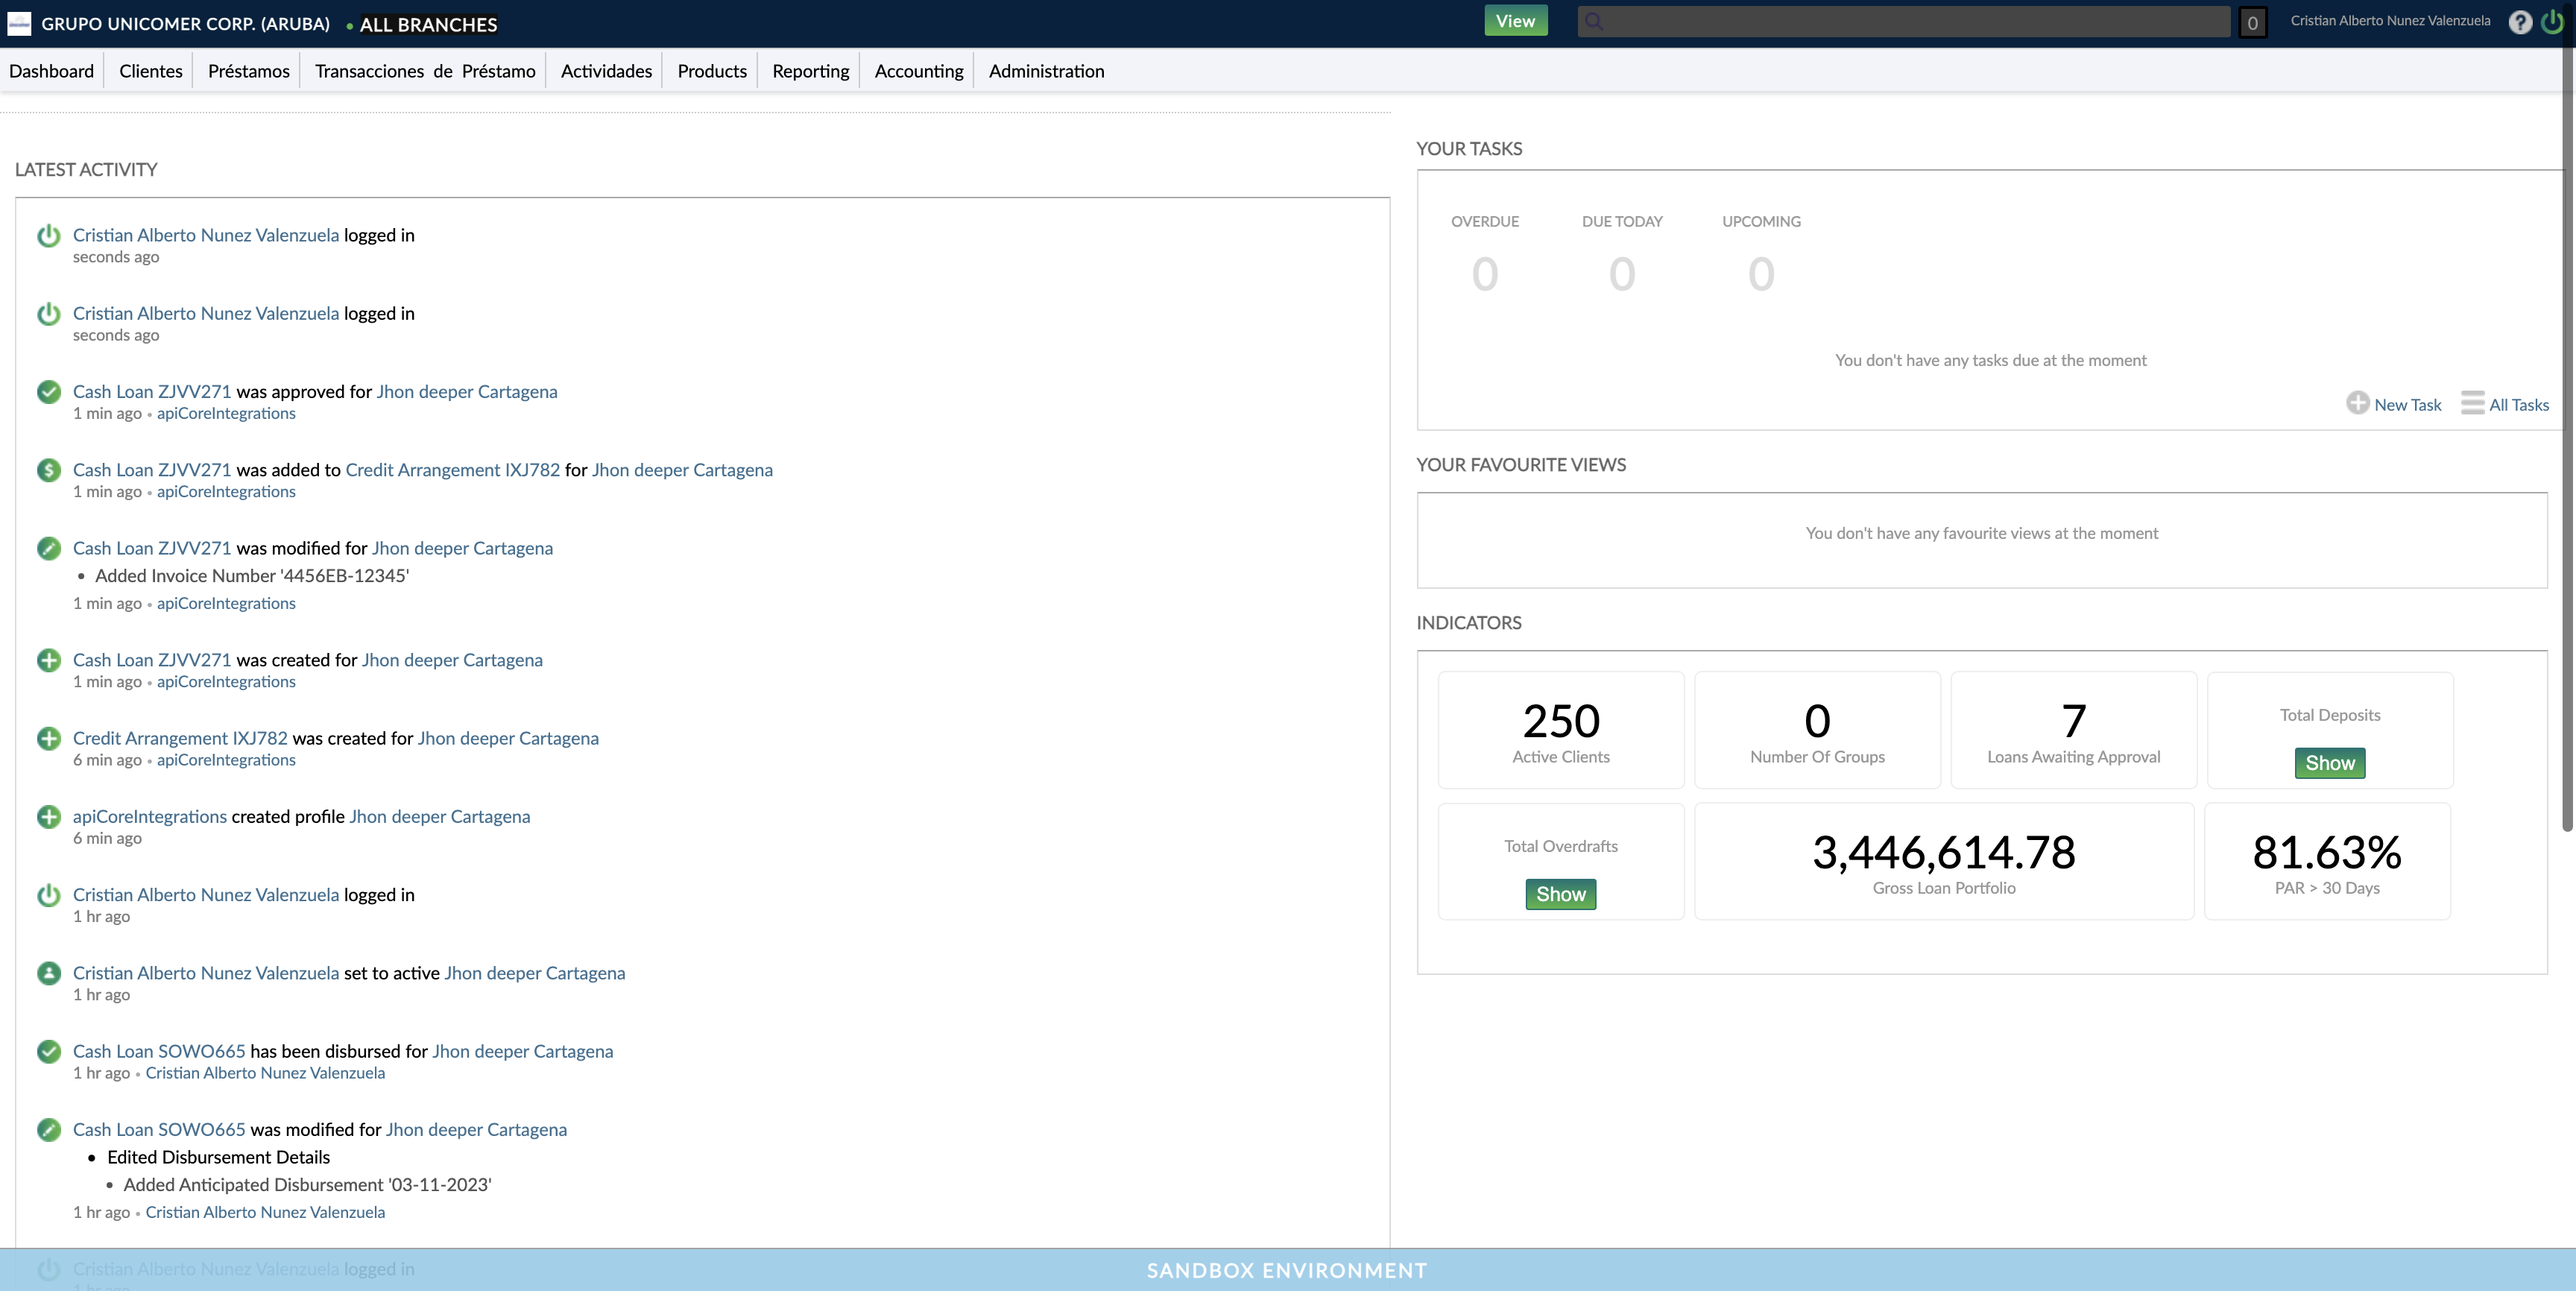 GRUPO UNICOMER CORP. (ARUBA) • ALL BRANCHES
View
0
Cristian Alberto Nunez Valenzuela
?
Dashboard Clientes Préstamos Transacciones de Préstamo Actividades Products Reporting Accounting Administration
LATEST ACTIVITY
Cristian Alberto Nunez Valenzuela logged in
seconds ago
Cristian Alberto Nunez Valenzuela logged in
seconds ago
Cash Loan ZJVV271 was approved for Jhon deeper Cartagena
1 min ago • apiCoreIntegrations
Cash Loan ZJVV271 was added to Credit Arrangement IXJ782 for Jhon deeper Cartagena
1 min ago • apiCoreIntegrations
Cash Loan ZJVV271 was modified for Jhon deeper Cartagena
• Added Invoice Number '4456EB-12345'
1 min ago • apiCoreIntegrations
Cash Loan ZJVV271 was created for Jhon deeper Cartagena
1 min ago • apiCoreIntegrations
Credit Arrangement IXJ782 was created for Jhon deeper Cartagena
6 min ago • apiCoreIntegrations
apiCoreIntegrations created profile Jhon deeper Cartagena
6 min ago
Cristian Alberto Nunez Valenzuela logged in
1 hr ago
Cristian Alberto Nunez Valenzuela set to active Jhon deeper Cartagena
1 hr ago
Cash Loan SOWO665 has been disbursed for Jhon deeper Cartagena
1 hr ago • Cristian Alberto Nunez Valenzuela
Cash Loan SOWO665 was modified for Jhon deeper Cartagena
• Edited Disbursement Details
• Added Anticipated Disbursement '03-11-2023'
1 hr ago • Cristian Alberto Nunez Valenzuela
Cristian Alberto Nunez Valenzuela logged in
1 hr ago
YOUR TASKS
OVERDUE DUE TODAY UPCOMING
0 0 0
You don't have any tasks due at the moment
New Task All Tasks
YOUR FAVOURITE VIEWS
You don't have any favourite views at the moment
INDICATORS
250
Active Clients
0
Number Of Groups
7
Loans Awaiting Approval
Total Deposits
Show
Total Overdrafts
Show
3,446,614.78
Gross Loan Portfolio
81.63%
PAR > 30 Days
SANDBOX ENVIRONMENT